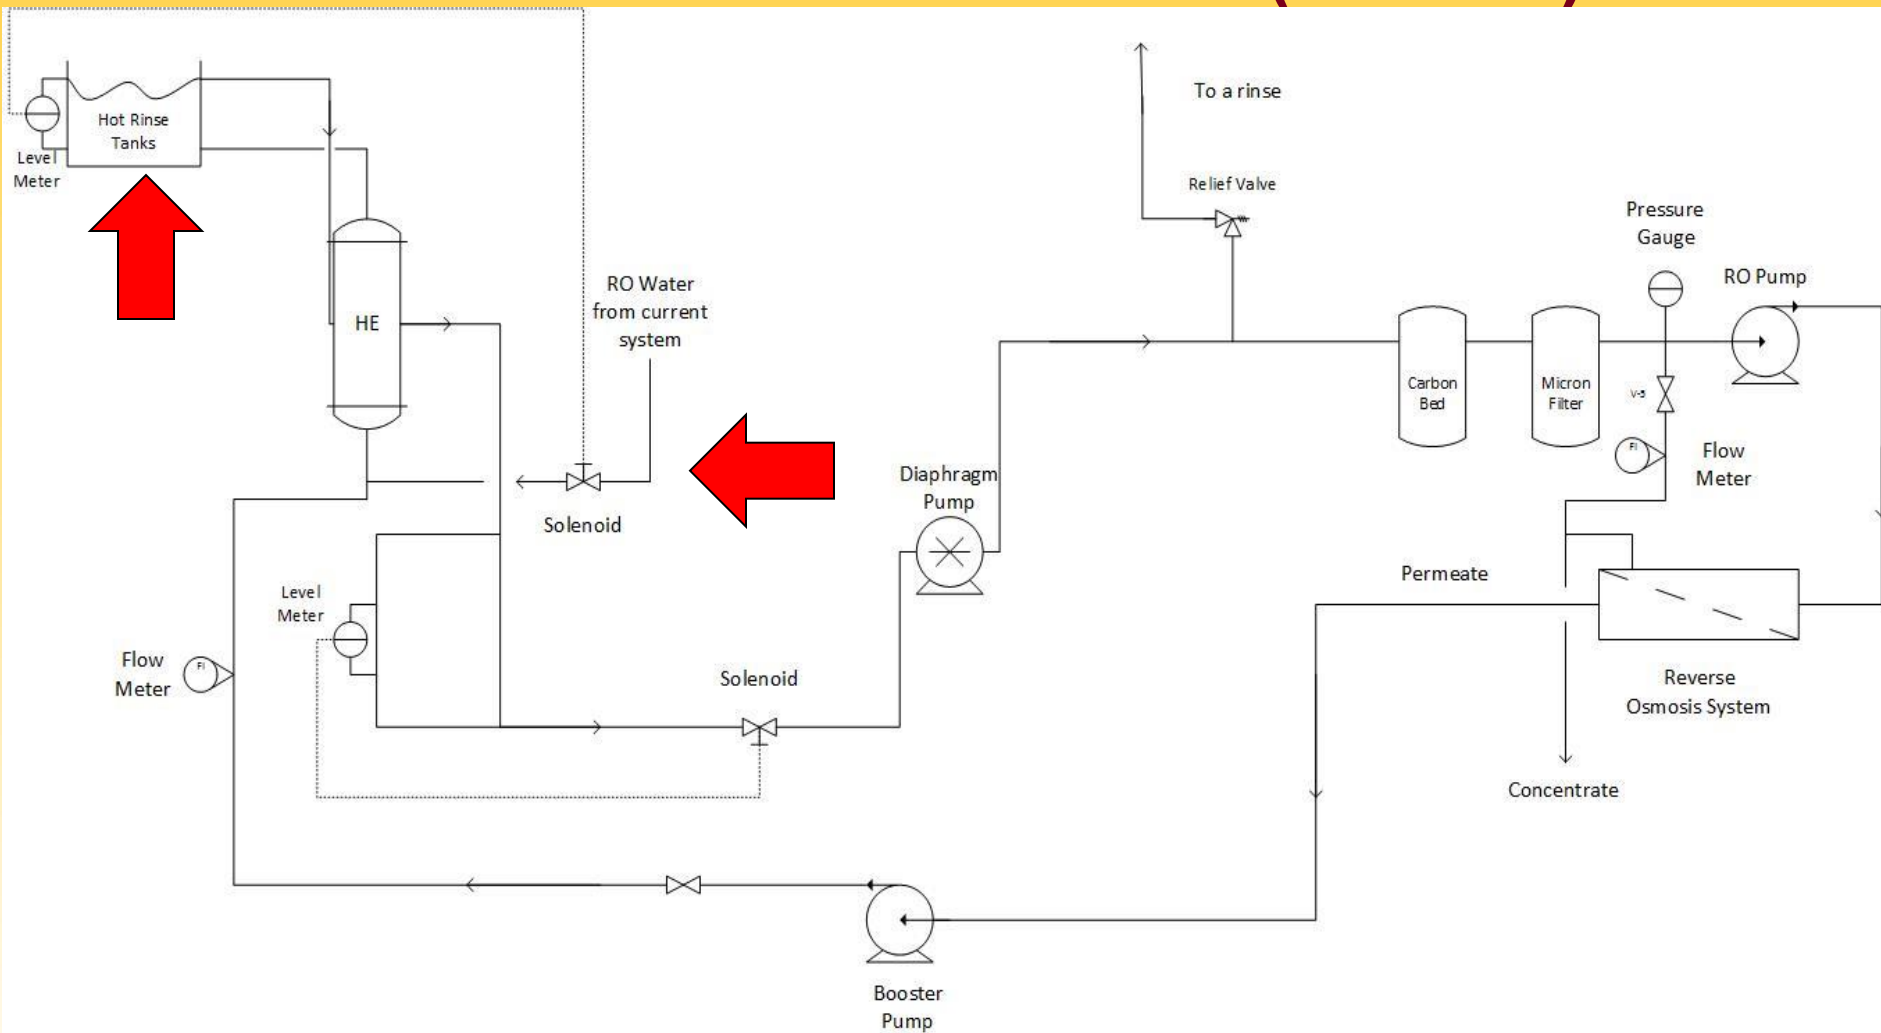 Hot Rinse
Tanks
Level
Meter
To a rinse
Relief Valve
Pressure
Gauge
RO Pump
RO Water
from current
system
HE
Carbon
Bed
Micron
Filter
V-3
FI
Flow
Meter
Diaphragm
Pump
Solenoid
Permeate
Level
Meter
Flow
Meter
FI
Solenoid
Reverse
Osmosis System
Concentrate
Booster
Pump